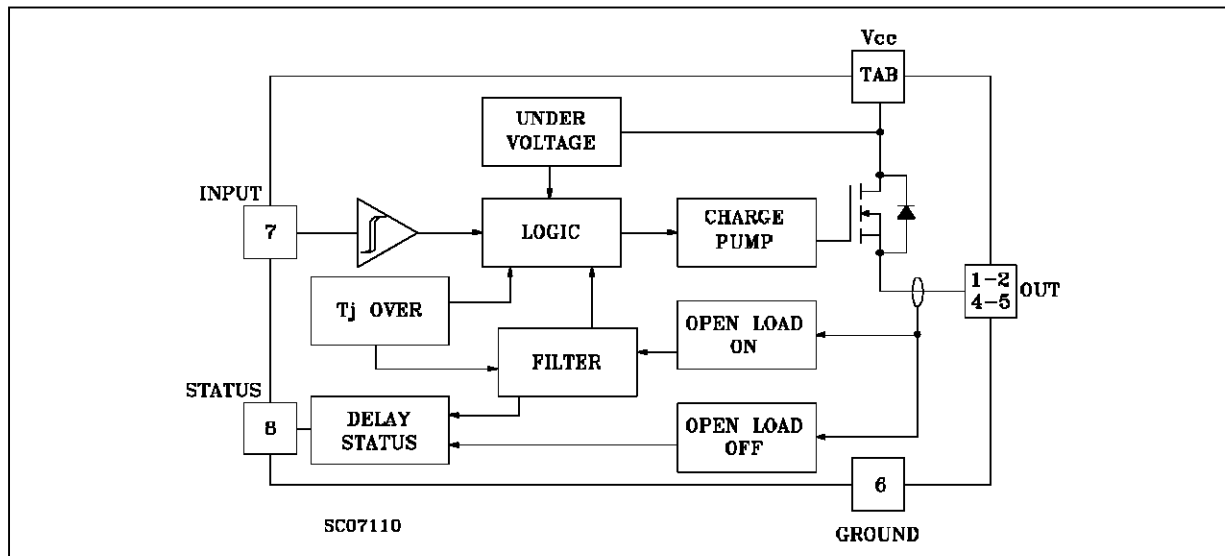 Vcc
TAB
UNDER
VOLTAGE
INPUT
7
LOGIC
CHARGE
PUMP
1-2
4-5
OUT
Tj OVER
OPEN LOAD
ON
FILTER
STATUS
8
DELAY
STATUS
OPEN LOAD
OFF
6
SC07110
GROUND